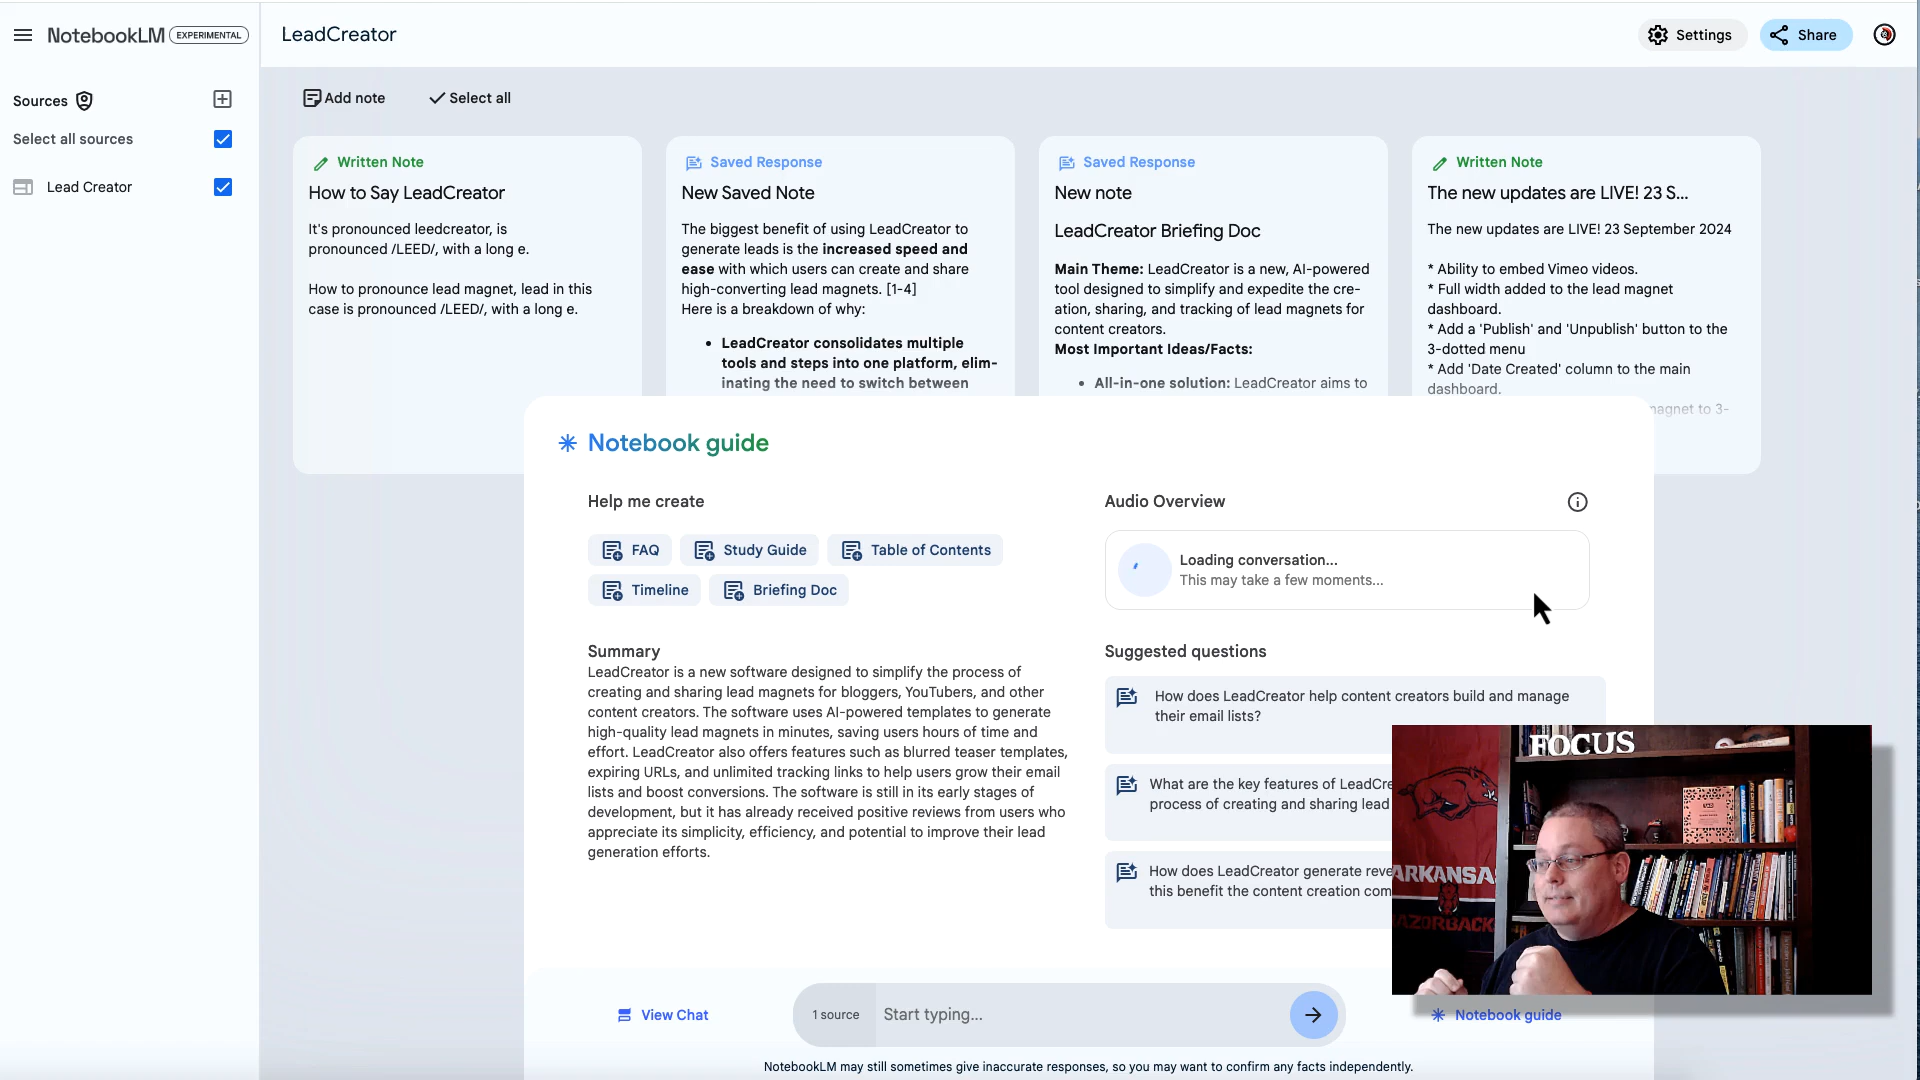 NotebookLM EXPERIMENTAL
LeadCreator
Settings
Share
Sources
Select all sources
Lead Creator
Add note
Select all
Written Note
How to Say LeadCreator
It's pronounced leedcreator, is
pronounced /LEED/, with a long e.
How to pronounce lead magnet, lead in this
case is pronounced /LEED/, with a long e.
Saved Response
New Saved Note
The biggest benefit of using LeadCreator to
generate leads is the increased speed and
ease with which users can create and share
high-converting lead magnets. [1-4]
Here is a breakdown of why:
• LeadCreator consolidates multiple
tools and steps into one platform, elim-
inating the need to switch between
Saved Response
New note
LeadCreator Briefing Doc
Main Theme: LeadCreator is a new, AI-powered
tool designed to simplify and expedite the cre-
ation, sharing, and tracking of lead magnets for
content creators.
Most Important Ideas/Facts:
• All-in-one solution: LeadCreator aims to
Written Note
The new updates are LIVE! 23 S...
The new updates are LIVE! 23 September 2024
* Ability to embed Vimeo videos.
* Full width added to the lead magnet
dashboard.
* Add a 'Publish' and 'Unpublish' button to the
3-dotted menu
* Add 'Date Created' column to the main
dashboard.
magnet to 3-
Notebook guide
Help me create
FAQ
Study Guide
Table of Contents
Timeline
Briefing Doc
Summary
LeadCreator is a new software designed to simplify the process of
creating and sharing lead magnets for bloggers, YouTubers, and other
content creators. The software uses AI-powered templates to generate
high-quality lead magnets in minutes, saving users hours of time and
effort. LeadCreator also offers features such as blurred teaser templates,
expiring URLs, and unlimited tracking links to help users grow their email
lists and boost conversions. The software is still in its early stages of
development, but it has already received positive reviews from users who
appreciate its simplicity, efficiency, and potential to improve their lead
generation efforts.
Audio Overview
Loading conversation...
This may take a few moments...
Suggested questions
How does LeadCreator help content creators build and manage
their email lists?
What are the key features of LeadCre
process of creating and sharing lead
How does LeadCreator generate reve
this benefit the content creation com
FOCUS
ARKANSA
RAZORBACK
View Chat
1 source
Start typing...
Notebook guide
NotebookLM may still sometimes give inaccurate responses, so you may want to confirm any facts independently.